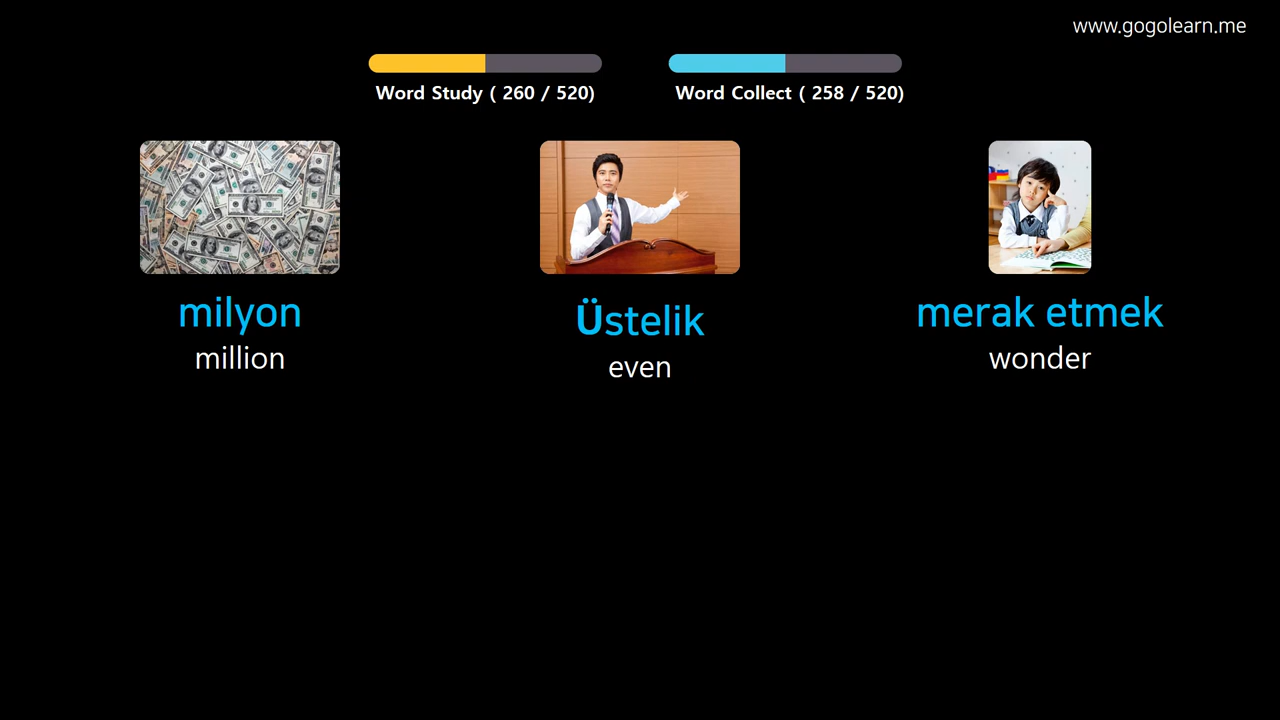 www.gogolearn.me
Word Study ( 260 / 520)
Word Collect ( 258 / 520)
milyon
million
Üstelik
even
merak etmek
wonder